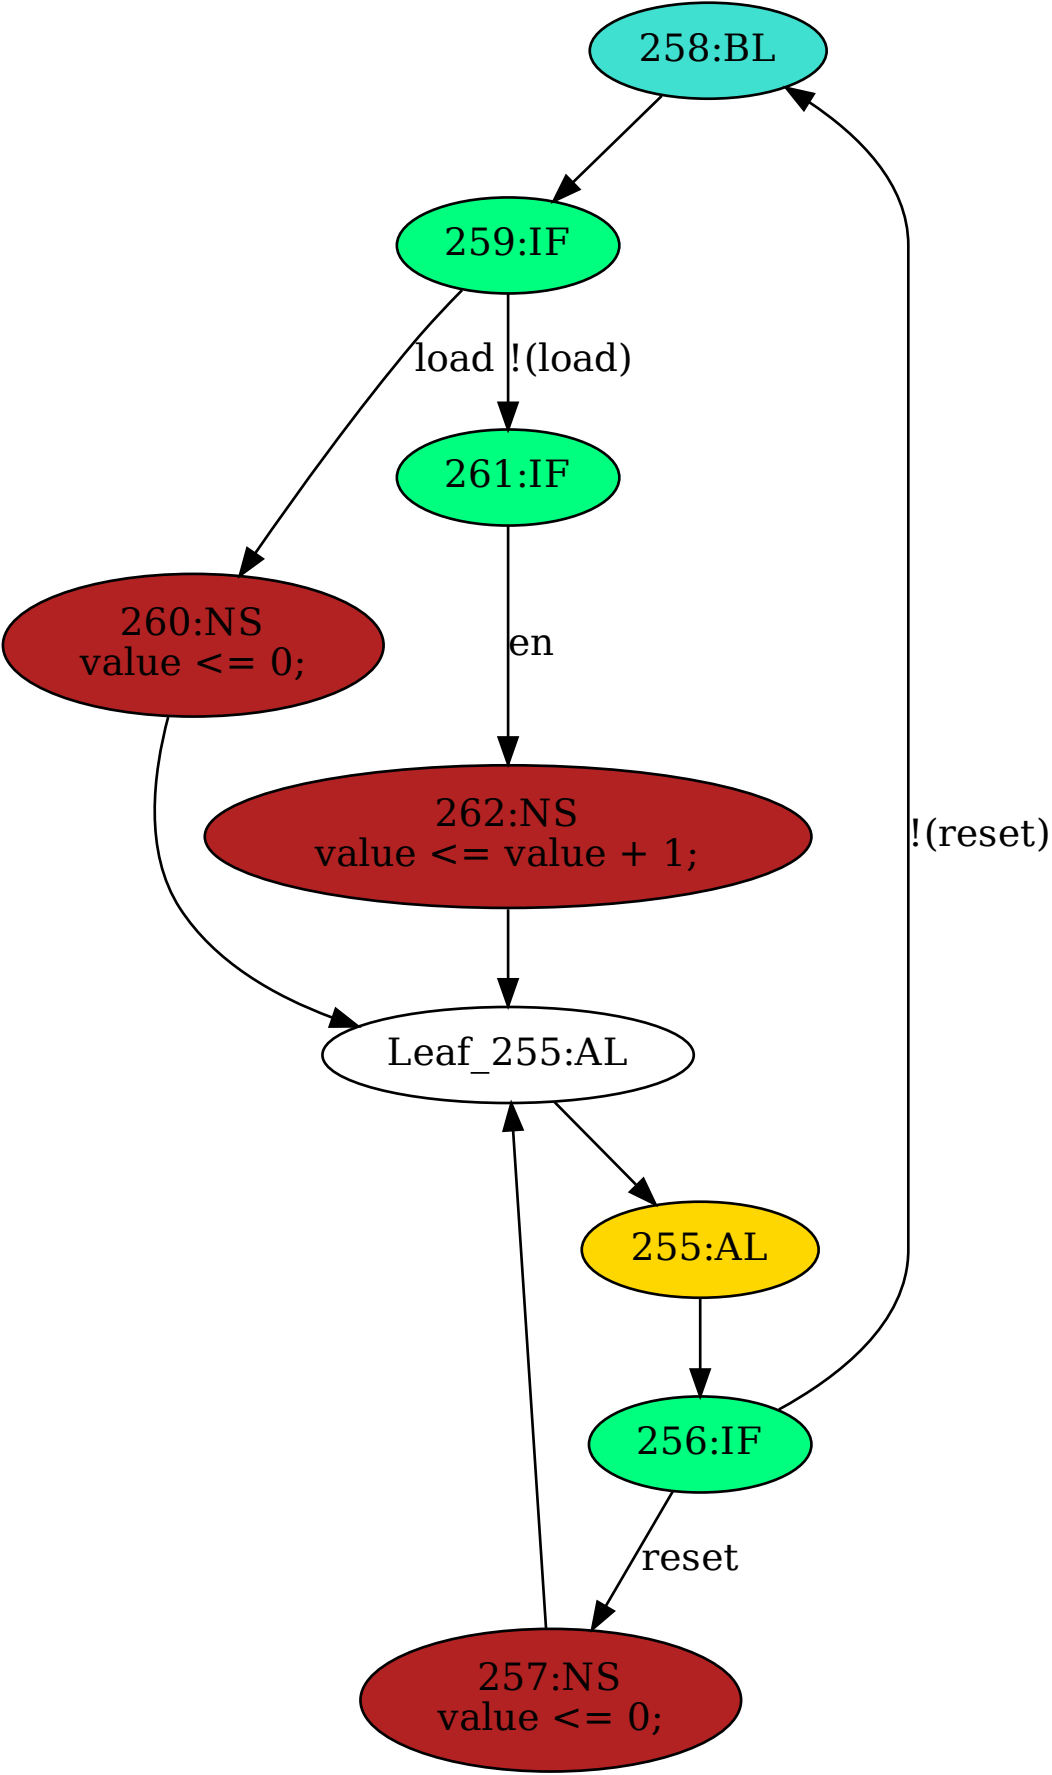 258:BL
259:IF
load
!(load)
261:IF
260:NS
value <= 0;
en
262:NS
value <= value + 1;
!(reset)
Leaf_255:AL
255:AL
256:IF
reset
257:NS
value <= 0;